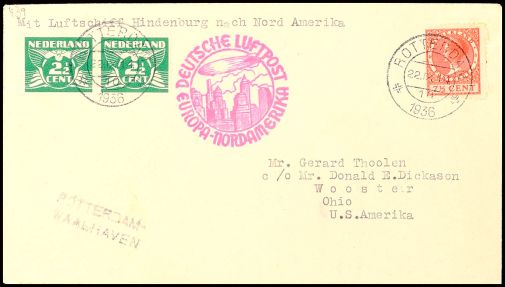 Mit Luftschiff Hindenburg nach Nord Amerika
NEDERLAND
2½
CENT
NEDERLAND
2½
CENT
ROTTERDAM
1936
DEUTSCHE LUFTPOST
EUROPA-NORDAMERIKA
ROTTERDAM
1936
7½ CENT
Mr. Gerard Thoolen
c/o Mr. Donald E.Dickason
Wooster
Ohio
U.S.Amerika
ROTTERDAM-
WAALHAVEN